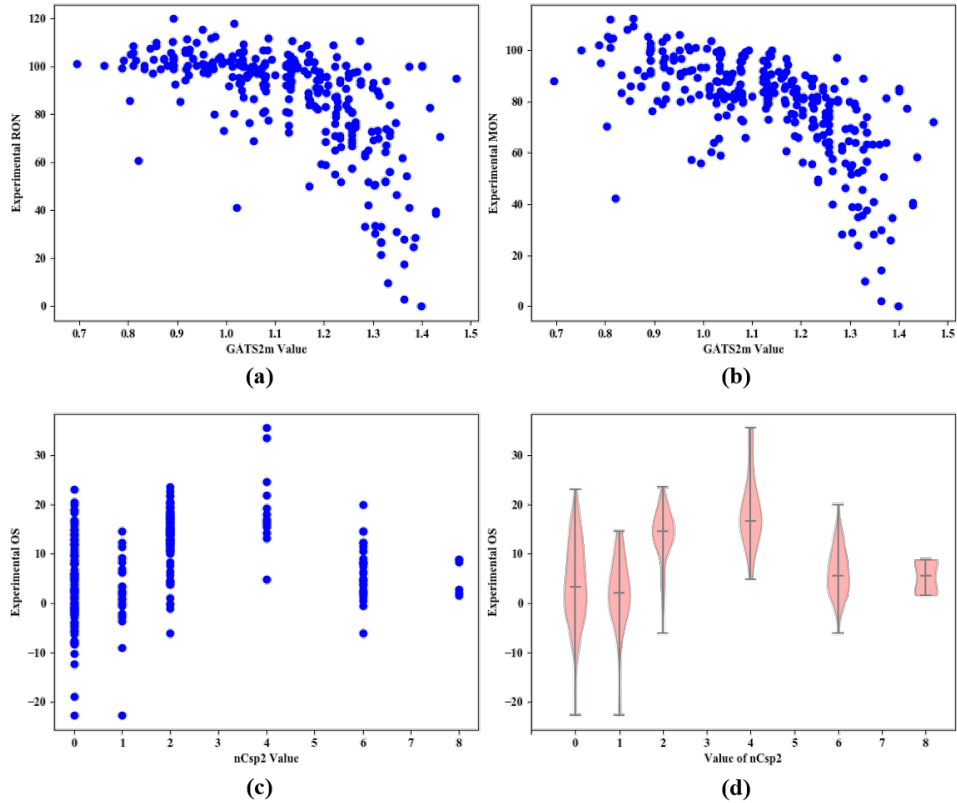 120
100
80
60
40
20
0
Experimental RON
0.7 0.8 0.9 1.0 1.1 1.2 1.3 1.4 1.5
GATS2m Value
(a)
100
80
60
40
20
0
Experimental MON
0.7 0.8 0.9 1.0 1.1 1.2 1.3 1.4 1.5
GATS2m Value
(b)
30
20
10
0
−10
−20
Experimental OS
0 1 2 3 4 5 6 7 8
nCsp2 Value
(c)
30
20
10
0
−10
−20
Experimental OS
0 1 2 3 4 5 6 7 8
Value of nCsp2
(d)